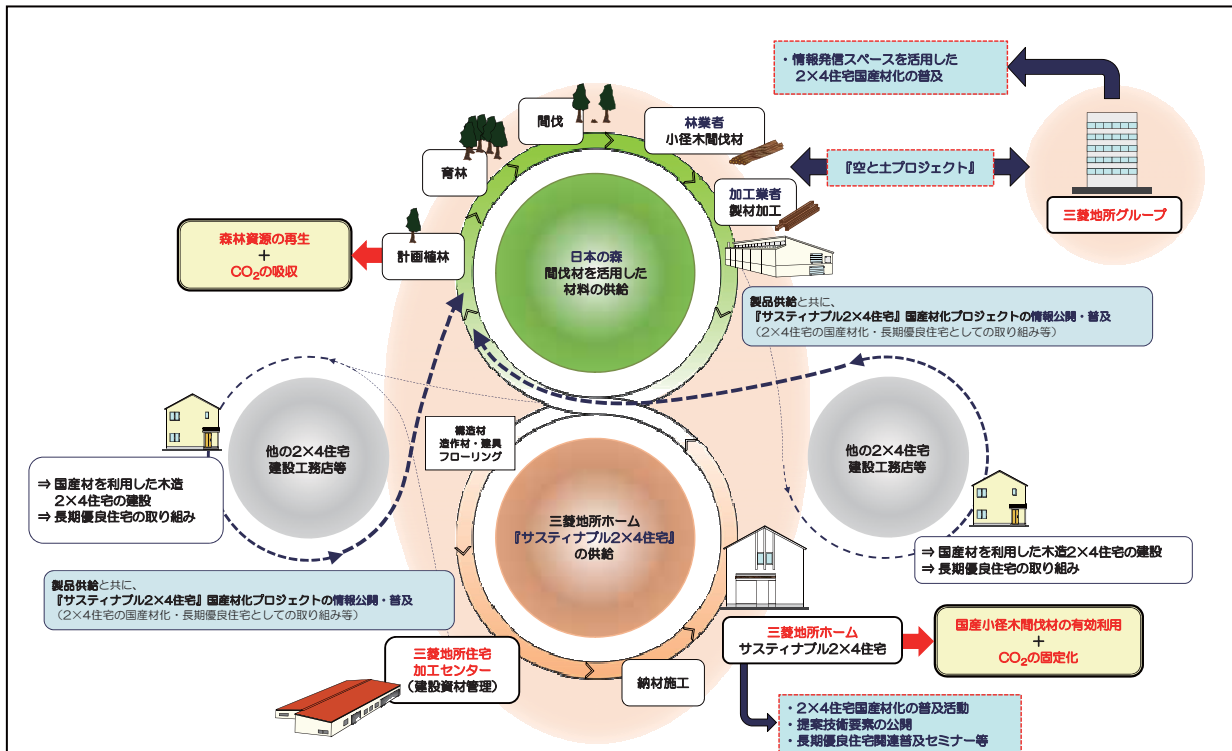 ・情報発信スペースを活用した
2×4住宅国産材化の普及
間伐
林業者
小径木間伐材
育林
『空と土プロジェクト』
加工業者
製材加工
三菱地所グループ
森林資源の再生
+
CO₂の吸収
計画植林
日本の森
間伐材を活用した
材料の供給
製品供給と共に、
『サスティナブル2×4住宅』国産材化プロジェクトの情報公開・普及
(2×4住宅の国産材化・長期優良住宅としての取り組み等)
構造材
造作材・建具
フローリング
他の2×4住宅
建設工務店等
他の2×4住宅
建設工務店等
⇒ 国産材を利用した木造
2×4住宅の建設
⇒ 長期優良住宅の取り組み
三菱地所ホーム
『サスティナブル2×4住宅』
の供給
⇒ 国産材を利用した木造2×4住宅の建設
⇒ 長期優良住宅の取り組み
製品供給と共に、
『サスティナブル2×4住宅』国産材化プロジェクトの情報公開・普及
(2×4住宅の国産材化・長期優良住宅としての取り組み等)
三菱地所住宅
加工センター
(建設資材管理)
納材施工
三菱地所ホーム
サスティナブル2×4住宅
国産小径木間伐材の有効利用
+
CO₂の固定化
・2×4住宅国産材化の普及活動
・提案技術要素の公開
・長期優良住宅関連普及セミナー等